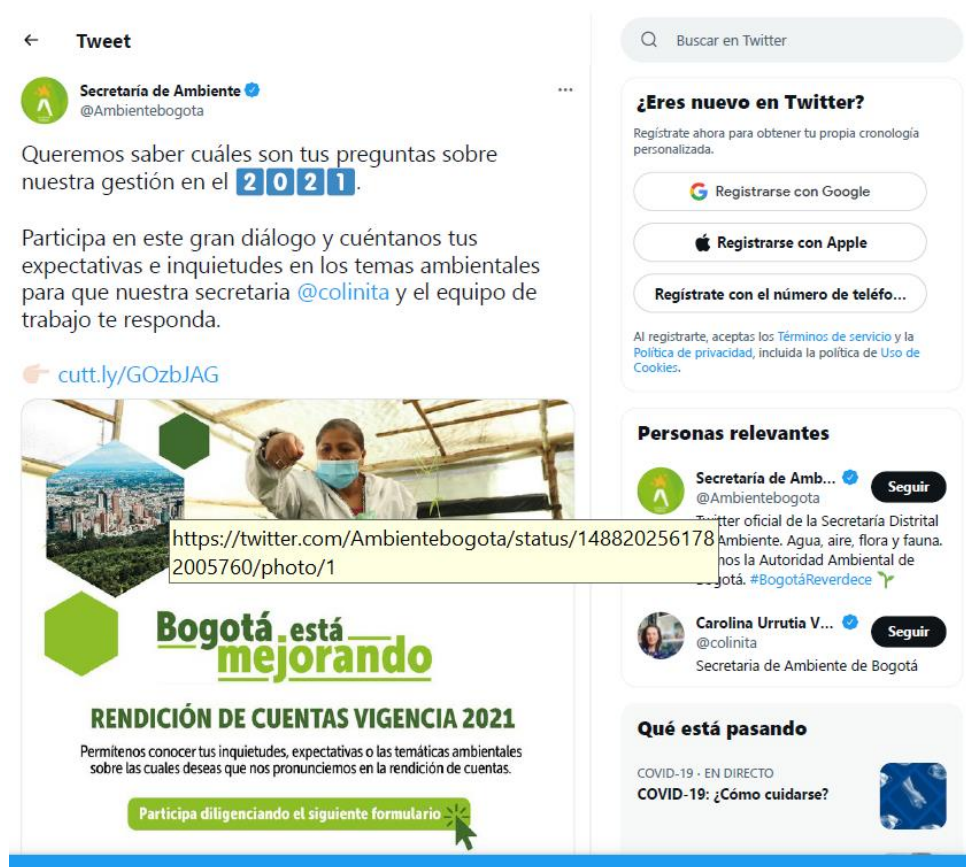 Tweet
Secretaría de Ambiente
@Ambientebogota
Queremos saber cuáles son tus preguntas sobre
nuestra gestión en el 2021.
Participa en este gran diálogo y cuéntanos tus
expectativas e inquietudes en los temas ambientales
para que nuestra secretaria @colinita y el equipo de
trabajo te responda.
cutt.ly/GOzbJAG
https://twitter.com/Ambientebogota/status/148820256178
2005760/photo/1
Bogotá está
mejorando
RENDICIÓN DE CUENTAS VIGENCIA 2021
Permítenos conocer tus inquietudes, expectativas o las temáticas ambientales
sobre las cuales deseas que nos pronunciemos en la rendición de cuentas.
Participa diligenciando el siguiente formulario
Buscar en Twitter
¿Eres nuevo en Twitter?
Regístrate ahora para obtener tu propia cronología
personalizada.
Registrarse con Google
Registrarse con Apple
Regístrate con el número de teléfo...
Al registrarte, aceptas los Términos de servicio y la
Política de privacidad, incluida la política de Uso de
Cookies.
Personas relevantes
Secretaría de Amb...
Seguir
@Ambientebogota
Twitter oficial de la Secretaría Distrital
Ambiente. Agua, aire, flora y fauna.
la Autoridad Ambiental de
#BogotáReverdece
Carolina Urrutia V...
Seguir
@colinita
Secretaria de Ambiente de Bogotá
Qué está pasando
COVID-19 · EN DIRECTO
COVID-19: ¿Cómo cuidarse?